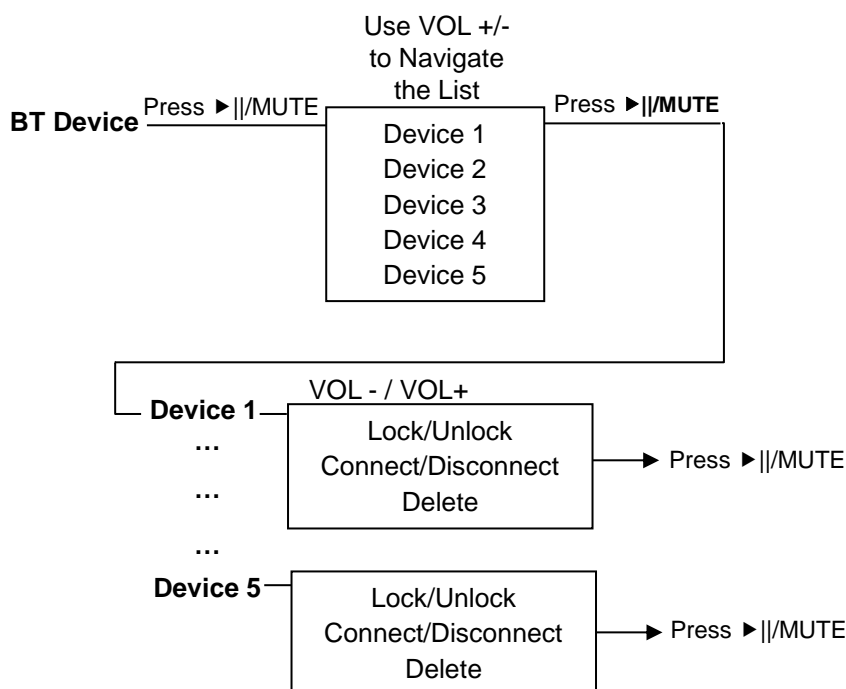 Use VOL +/-
to Navigate
the List
BT Device
Press ►||/MUTE
Device 1
Device 2
Device 3
Device 4
Device 5
Press ►||/MUTE
Device 1
...
...
...
VOL - / VOL+
Lock/Unlock
Connect/Disconnect
Delete
Press ►||/MUTE
Device 5
Lock/Unlock
Connect/Disconnect
Delete
Press ►||/MUTE